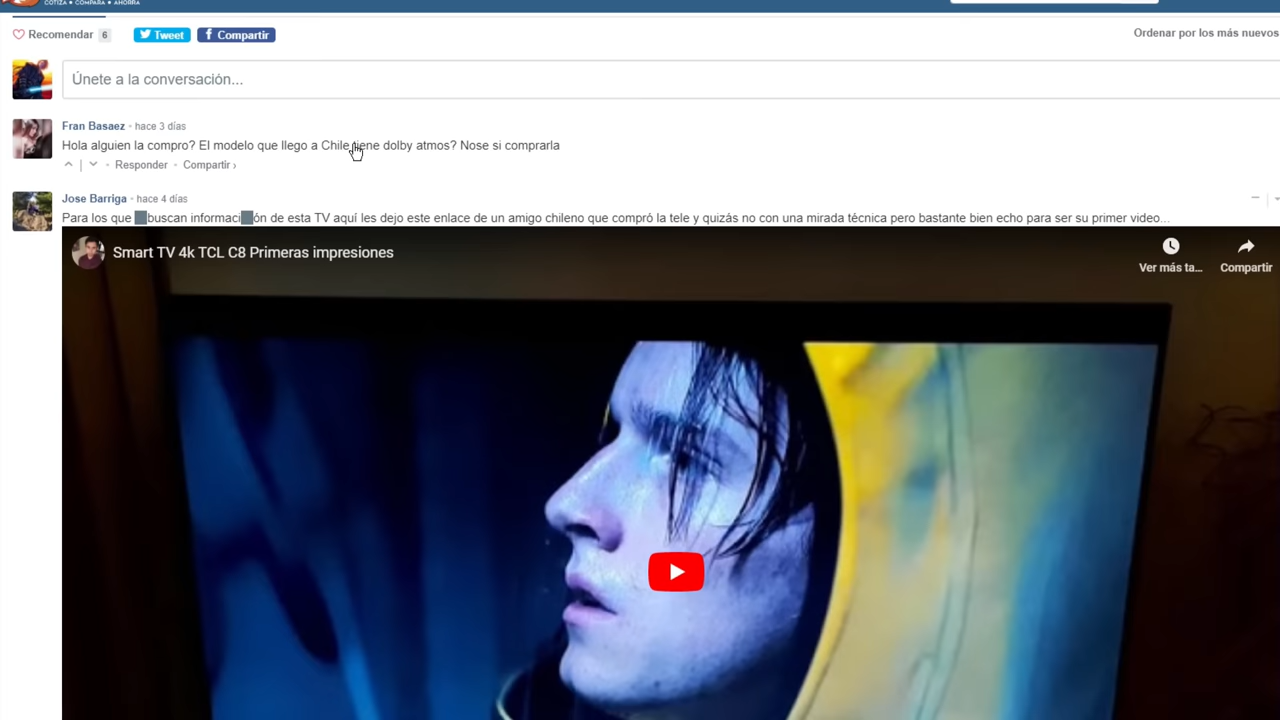 COTIZA • COMPARA • AHORRA
Recomendar 6
Tweet
Compartir
Ordenar por los más nuevos
Únete a la conversación...
Fran Basaez • hace 3 días
Hola alguien la compro? El modelo que llego a Chile tiene dolby atmos? Nose si comprarla
Responder • Compartir ›
Jose Barriga • hace 4 días
Para los que buscan información de esta TV aquí les dejo este enlace de un amigo chileno que compró la tele y quizás no con una mirada técnica pero bastante bien echo para ser su primer video...
Smart TV 4k TCL C8 Primeras impresiones
Ver más ta...
Compartir